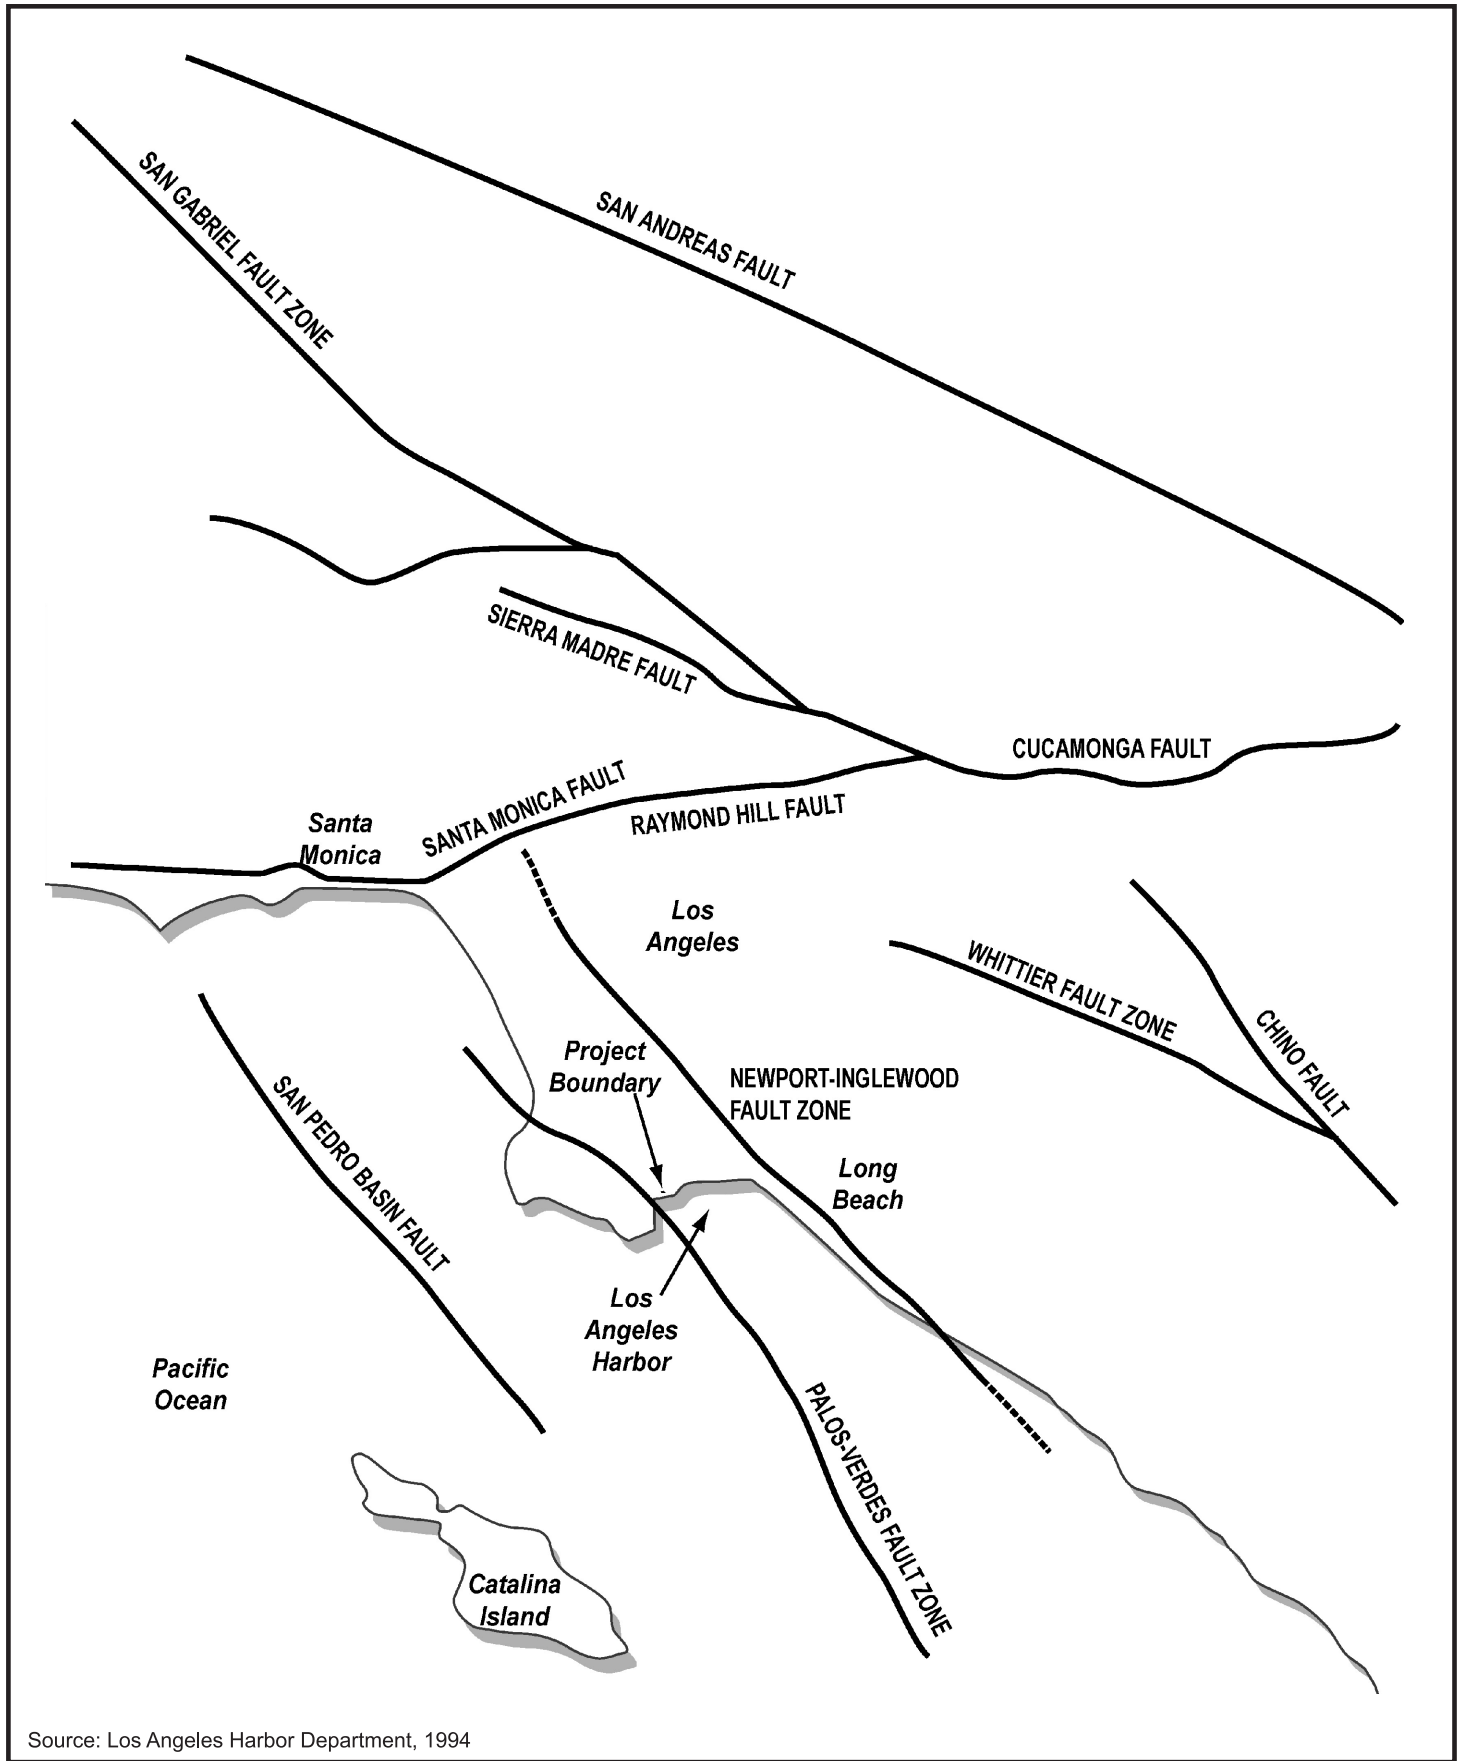 SAN GABRIEL FAULT ZONE
SAN ANDREAS FAULT
SIERRA MADRE FAULT
CUCAMONGA FAULT
SANTA MONICA FAULT
RAYMOND HILL FAULT
Santa
Monica
Los
Angeles
WHITTIER FAULT ZONE
CHINO FAULT
Project
Boundary
NEWPORT-INGLEWOOD
FAULT ZONE
SAN PEDRO BASIN FAULT
Long
Beach
Los
Angeles
Harbor
Pacific
Ocean
PALOS-VERDES FAULT ZONE
Catalina
Island
Source: Los Angeles Harbor Department, 1994